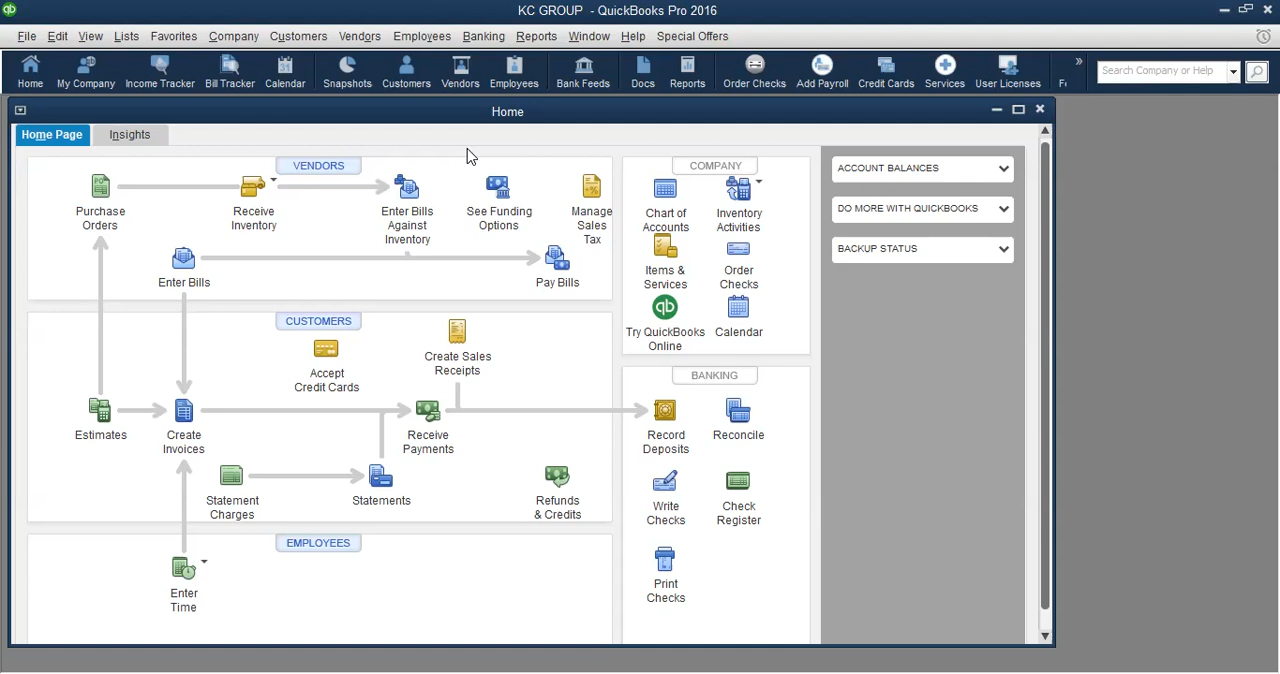 KC GROUP - QuickBooks Pro 2016
qb
File Edit View Lists Favorites Company Customers Vendors Employees Banking Reports Window Help Special Offers
Home My Company Income Tracker Bill Tracker Calendar Snapshots Customers Vendors Employees Bank Feeds Docs Reports Order Checks Add Payroll Credit Cards Services User Licenses
Search Company or Help
Home
Home Page Insights
VENDORS
Purchase
Orders
Receive
Inventory
Enter Bills
Against
Inventory
See Funding
Options
Manage
Sales
Tax
Enter Bills
Pay Bills
CUSTOMERS
Accept
Credit Cards
Create Sales
Receipts
Estimates
Create
Invoices
Receive
Payments
Statement
Charges
Statements
Refunds
& Credits
EMPLOYEES
Enter
Time
COMPANY
Chart of
Accounts
Inventory
Activities
Items &
Services
Order
Checks
qb
Try QuickBooks
Online
Calendar
BANKING
Record
Deposits
Reconcile
Write
Checks
Check
Register
Print
Checks
ACCOUNT BALANCES
DO MORE WITH QUICKBOOKS
BACKUP STATUS